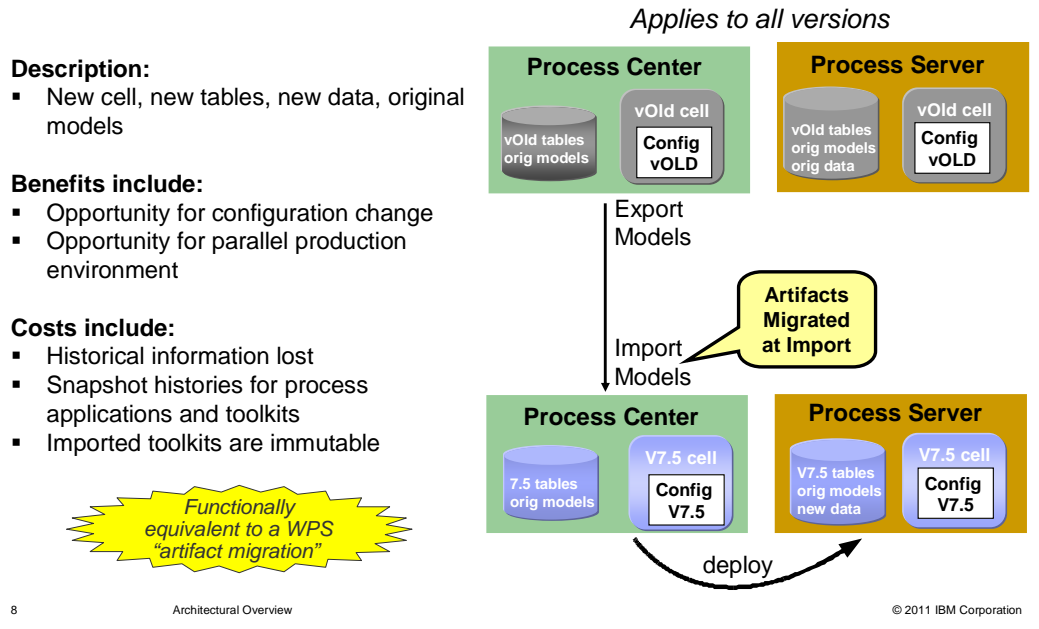 Applies to all versions
Description:
▪ New cell, new tables, new data, original
models
Benefits include:
▪ Opportunity for configuration change
▪ Opportunity for parallel production
environment
Costs include:
▪ Historical information lost
▪ Snapshot histories for process
applications and toolkits
▪ Imported toolkits are immutable
Functionally
equivalent to a WPS
"artifact migration"
Process Center
vOld tables
orig models
vOld cell
Config
vOLD
Process Server
vOld tables
orig models
orig data
vOld cell
Config
vOLD
Export
Models
Artifacts
Migrated
at Import
Import
Models
Process Center
7.5 tables
orig models
V7.5 cell
Config
V7.5
Process Server
V7.5 tables
orig models
new data
V7.5 cell
Config
V7.5
deploy
8
Architectural Overview
© 2011 IBM Corporation